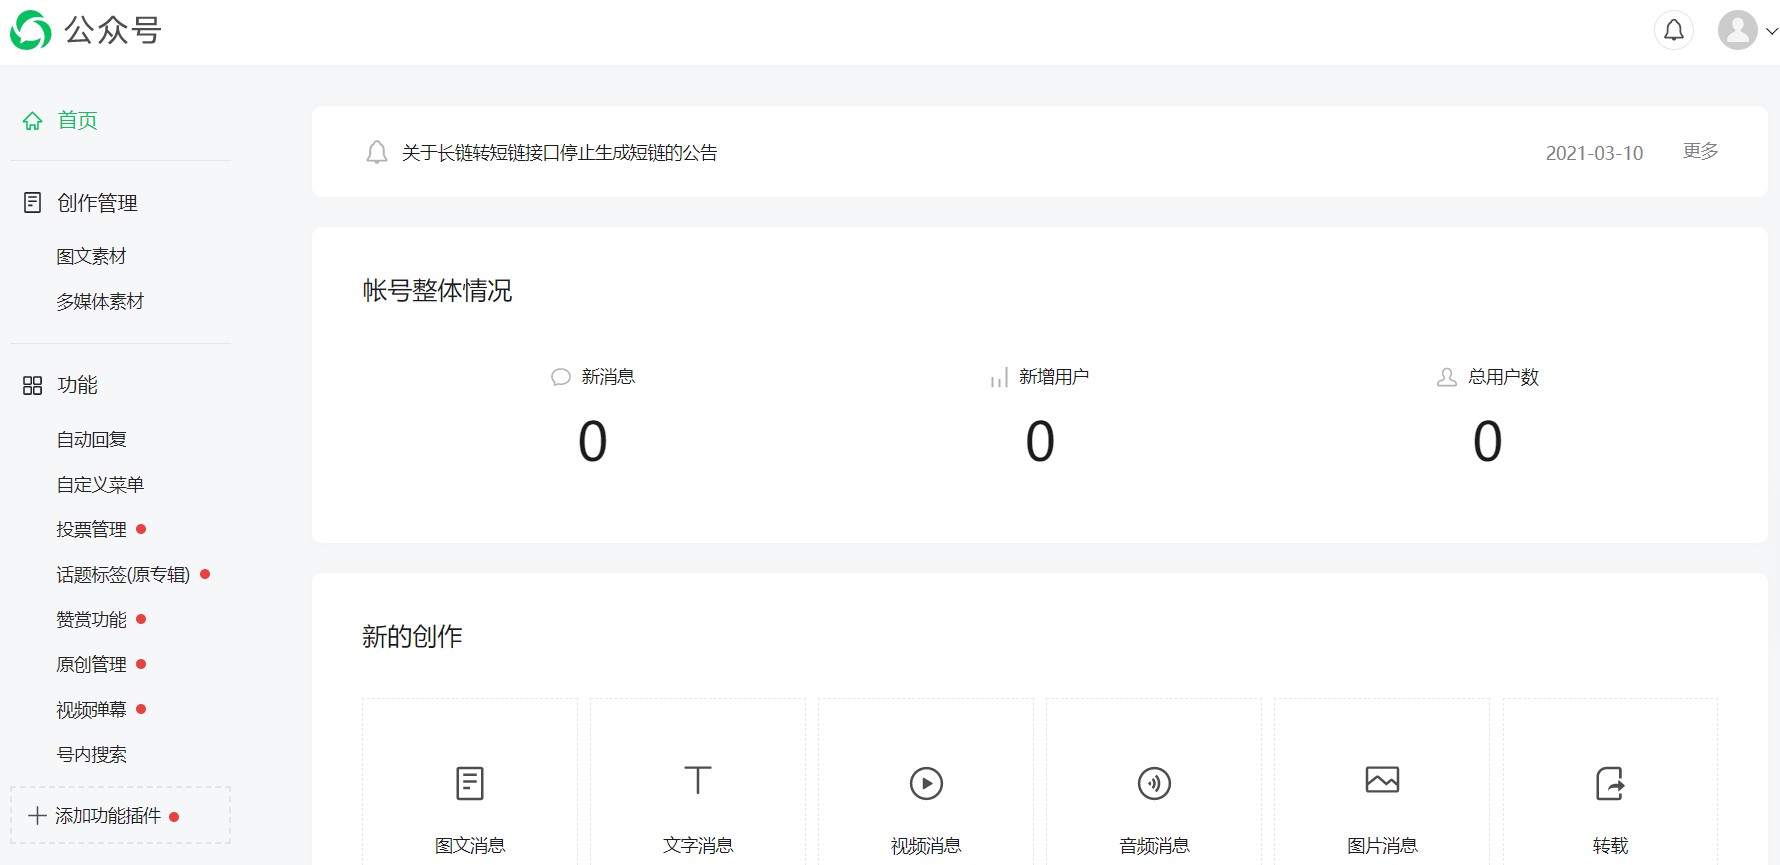 公众号
首页
创作管理
图文素材
多媒体素材
功能
自动回复
自定义菜单
投票管理
话题标签(原专辑)
赞赏功能
原创管理
视频弹幕
号内搜索
添加功能插件
关于长链转短链接口停止生成短链的公告 2021-03-10 更多
帐号整体情况
新消息 新增用户 总用户数
0 0 0
新的创作
图文消息 文字消息 视频消息 音频消息 图片消息 转载